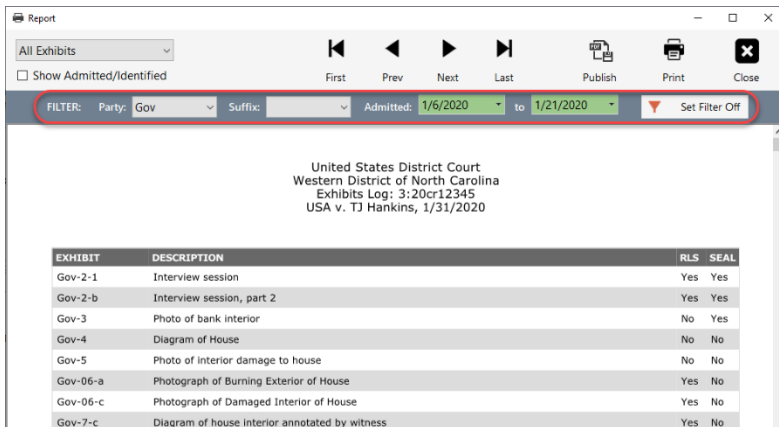 Report
All Exhibits
Show Admitted/Identified
First Prev Next Last Publish Print Close
FILTER: Party: Gov Suffix: Admitted: 1/6/2020 to 1/21/2020 Set Filter Off
United States District Court
Western District of North Carolina
Exhibits Log: 3:20cr12345
USA v. TJ Hankins, 1/31/2020
EXHIBIT DESCRIPTION RLS SEAL
Gov-2-1 Interview session Yes Yes
Gov-2-b Interview session, part 2 Yes Yes
Gov-3 Photo of bank interior No Yes
Gov-4 Diagram of House No No
Gov-5 Photo of interior damage to house No No
Gov-06-a Photograph of Burning Exterior of House Yes No
Gov-06-c Photograph of Damaged Interior of House Yes No
Gov-7-c Diagram of house interior annotated by witness Yes No